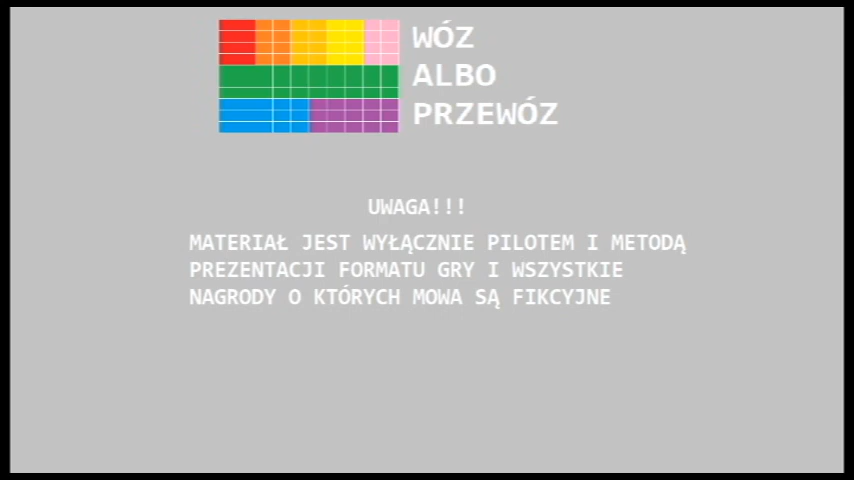 WÓZ
ALBO
PRZEWÓZ
UWAGA!!!
MATERIAŁ JEST WYŁĄCZNIE PILOTEM I METODĄ
PREZENTACJI FORMATU GRY I WSZYSTKIE
NAGRODY O KTÓRYCH MOWA SĄ FIKCYJNE